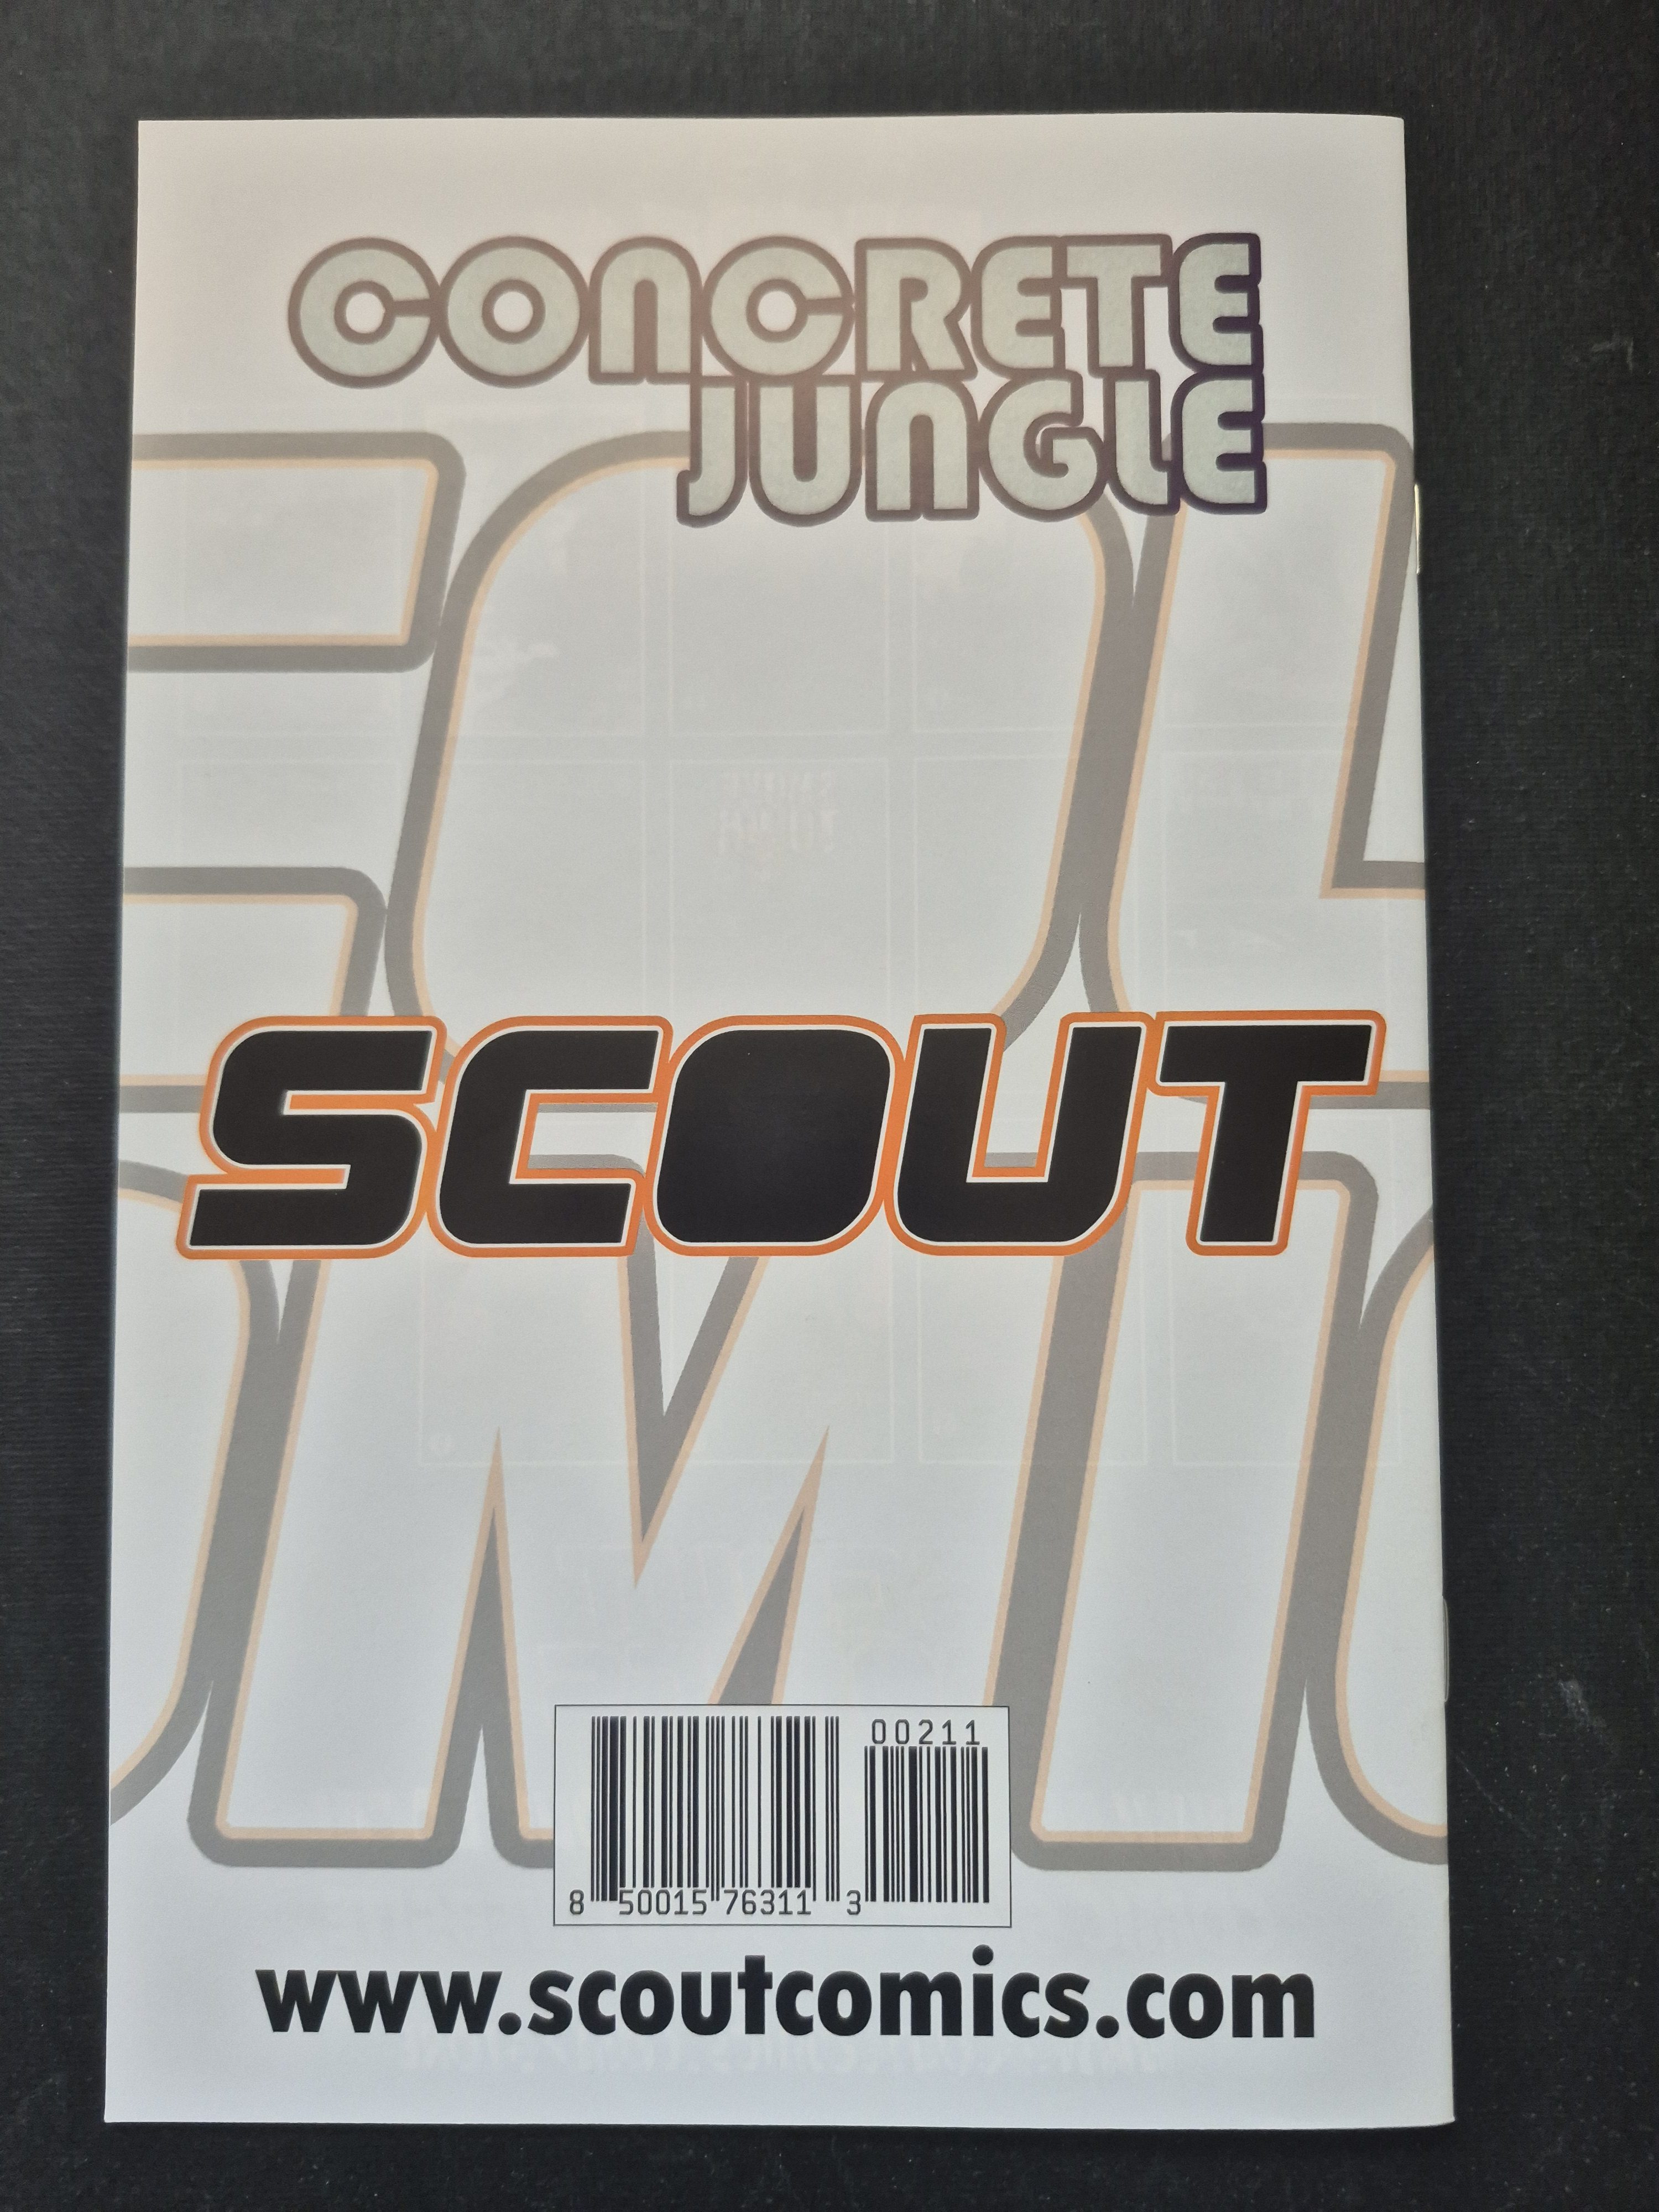 CONCRETE
JUNGLE
SCOUT
00211
8 50015 76311 3
www.scoutcomics.com